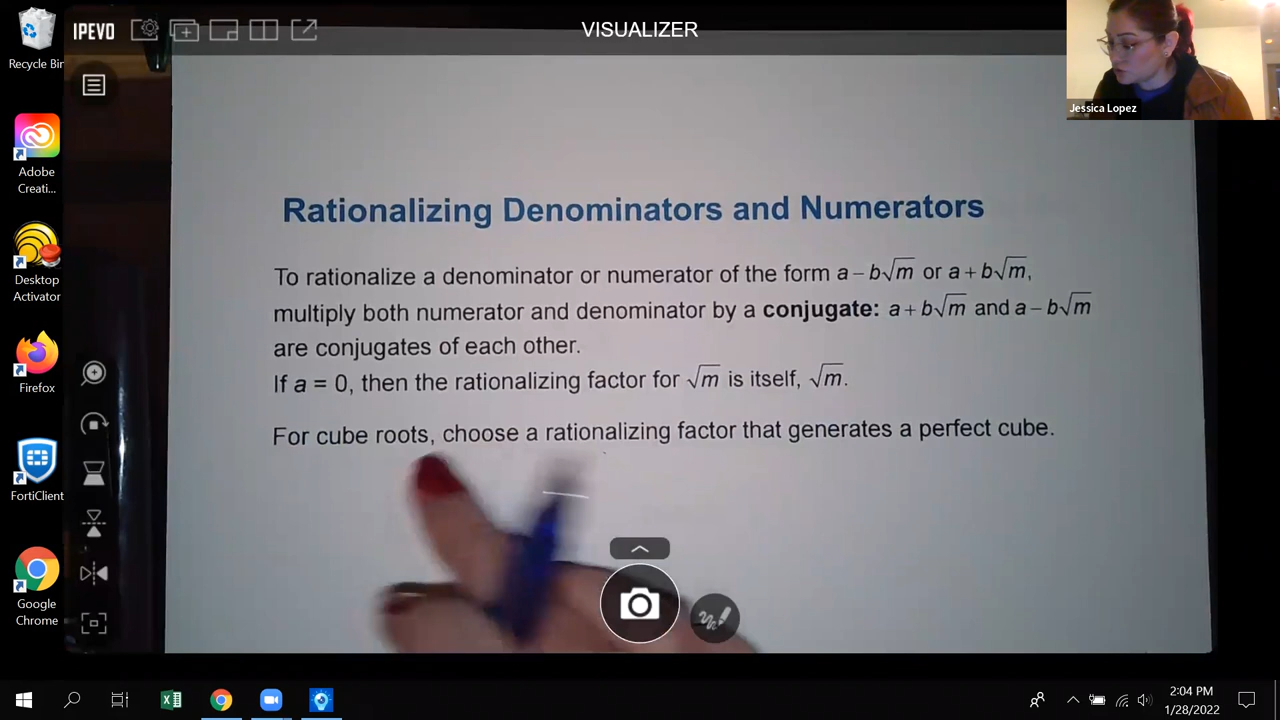 Recycle Bin
IPEVO
VISUALIZER
Jessica Lopez
Adobe
Creati...
Desktop
Activator
Firefox
FortiClient
Google
Chrome
Rationalizing Denominators and Numerators
To rationalize a denominator or numerator of the form a − b√m or a + b√m,
multiply both numerator and denominator by a conjugate: a + b√m and a − b√m
are conjugates of each other.
If a = 0, then the rationalizing factor for √m is itself, √m.
For cube roots, choose a rationalizing factor that generates a perfect cube.
2:04 PM
1/28/2022